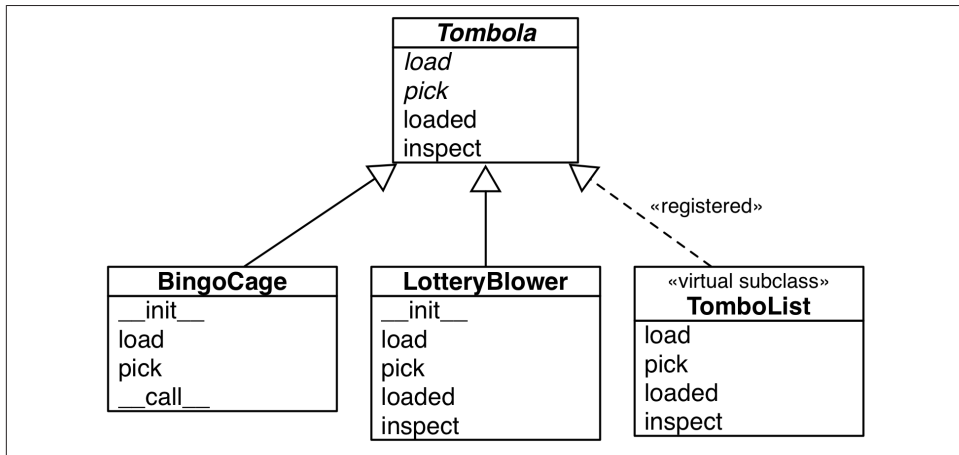 Tombola
load
pick
loaded
inspect
«registered»
BingoCage
__init__
load
pick
__call__
LotteryBlower
__init__
load
pick
loaded
inspect
«virtual subclass»
TomboList
load
pick
loaded
inspect